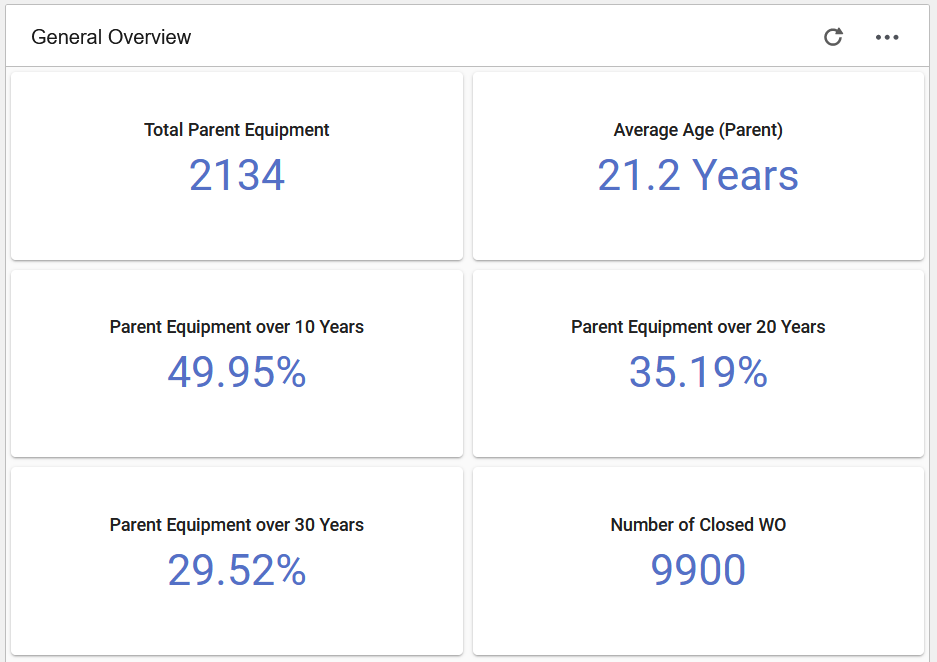 General Overview
Total Parent Equipment
2134
Average Age (Parent)
21.2 Years
Parent Equipment over 10 Years
49.95%
Parent Equipment over 20 Years
35.19%
Parent Equipment over 30 Years
29.52%
Number of Closed WO
9900